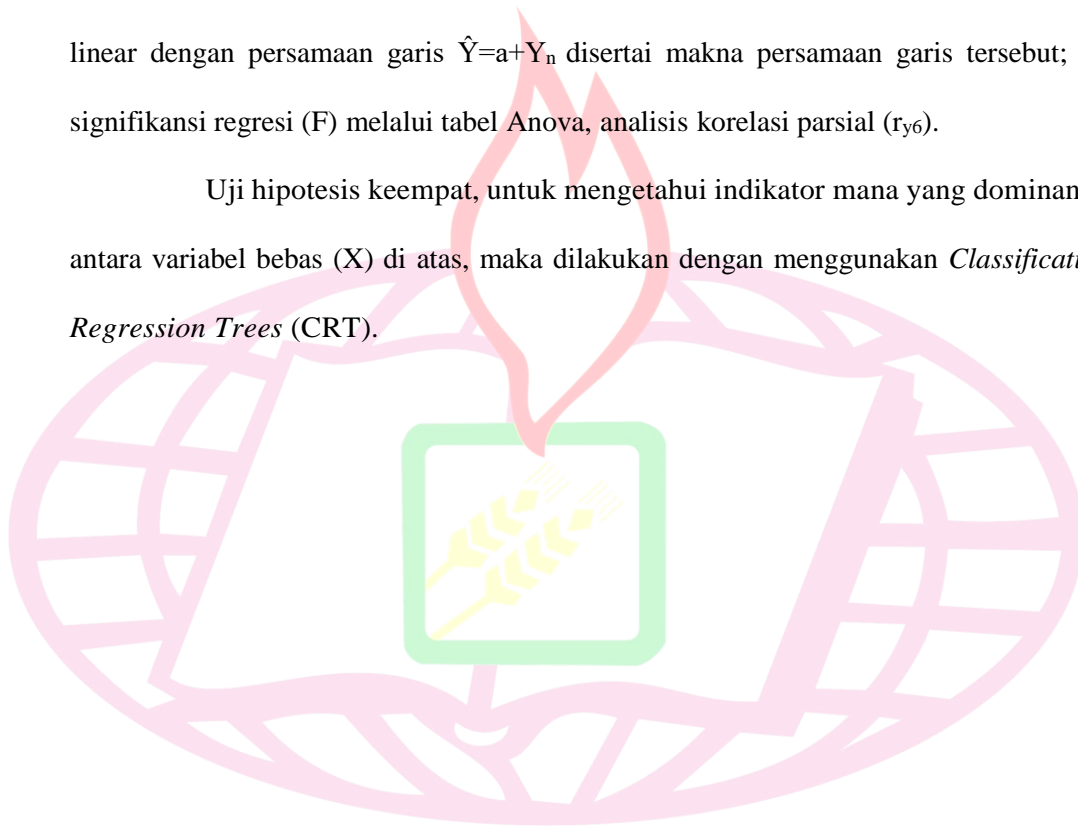 linear dengan persamaan garis Ŷ=a+Yₙ disertai makna persamaan garis tersebut;
signifikansi regresi (F) melalui tabel Anova, analisis korelasi parsial (rᵧ₆).
Uji hipotesis keempat, untuk mengetahui indikator mana yang dominan
antara variabel bebas (X) di atas, maka dilakukan dengan menggunakan Classificati
Regression Trees (CRT).